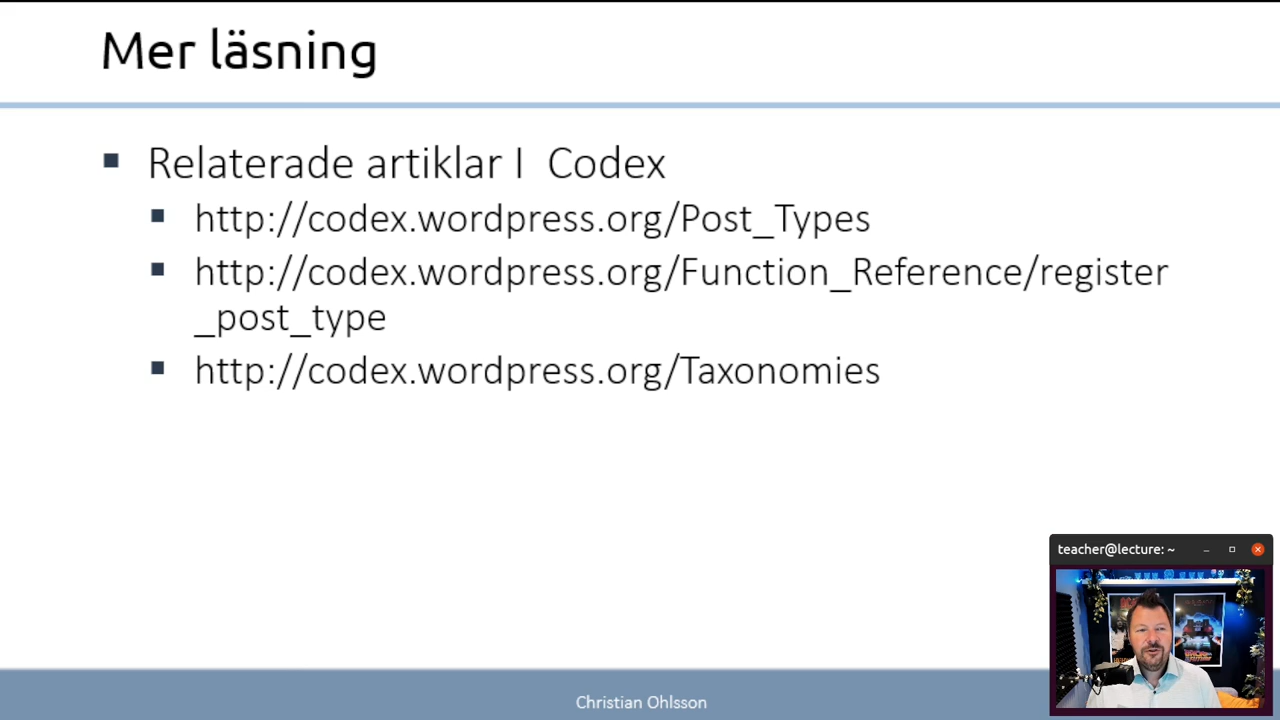 Mer läsning
Relaterade artiklar I Codex
http://codex.wordpress.org/Post_Types
http://codex.wordpress.org/Function_Reference/register
_post_type
http://codex.wordpress.org/Taxonomies
teacher@lecture: ~
Christian Ohlsson